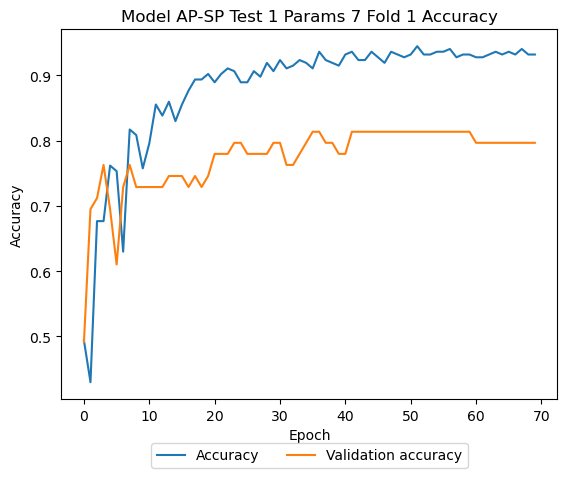 Model AP-SP Test 1 Params 7 Fold 1 Accuracy
Accuracy
0.9
0.8
0.7
0.6
0.5
0 10 20 30 40 50 60 70
Epoch
Accuracy Validation accuracy